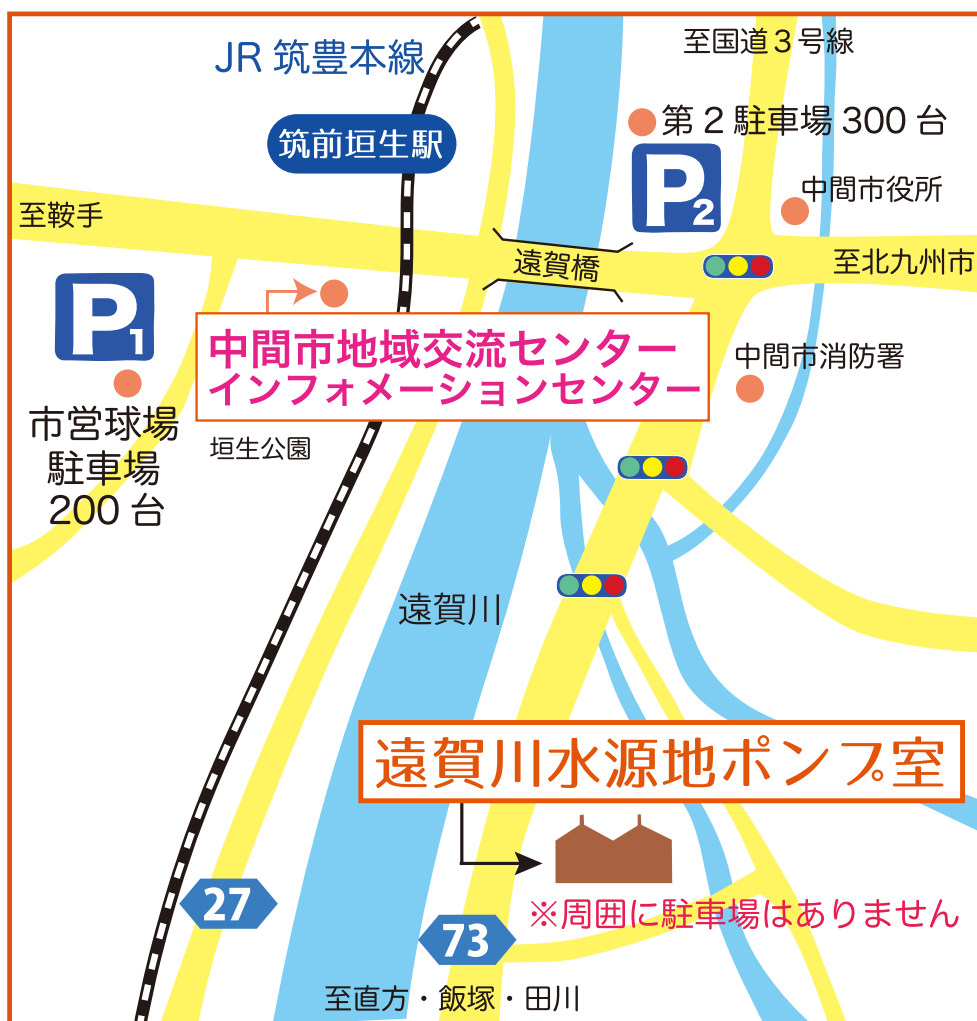 JR 筑豊本線
至国道3号線
第2駐車場 300 台
筑前垣生駅
P2
中間市役所
至鞍手
遠賀橋
至北九州市
P1
中間市地域交流センター
インフォメーションセンター
中間市消防署
市営球場
駐車場
200 台
垣生公園
遠賀川
遠賀川水源地ポンプ室
27
※周囲に駐車場はありません
73
至直方・飯塚・田川